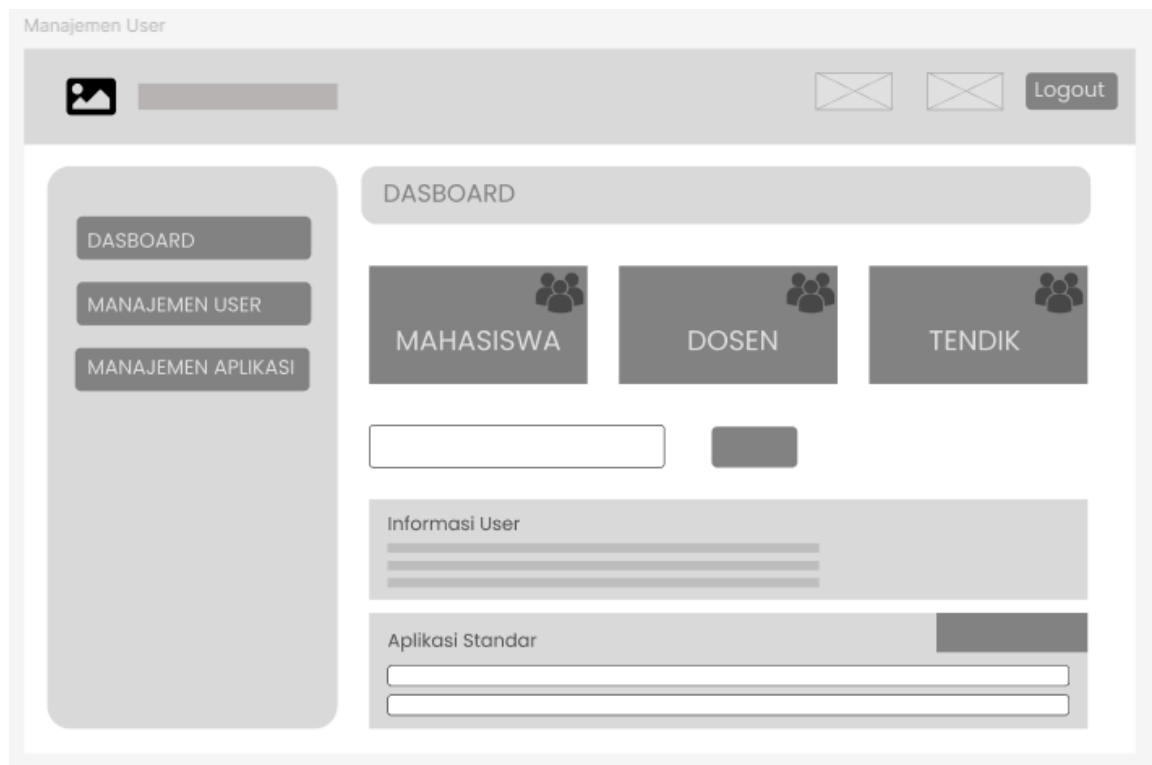 Manajemen User
Logout
DASBOARD
MANAJEMEN USER
MANAJEMEN APLIKASI
DASBOARD
MAHASISWA
DOSEN
TENDIK
Informasi User
Aplikasi Standar